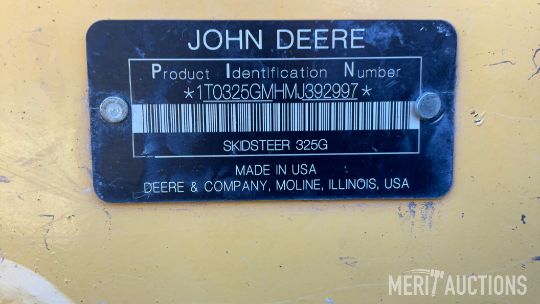 JOHN DEERE
Product Identification Number
*1T0325GMHMJ392997*
SKIDSTEER 325G
MADE IN USA
DEERE & COMPANY, MOLINE, ILLINOIS, USA
MERIT AUCTIONS